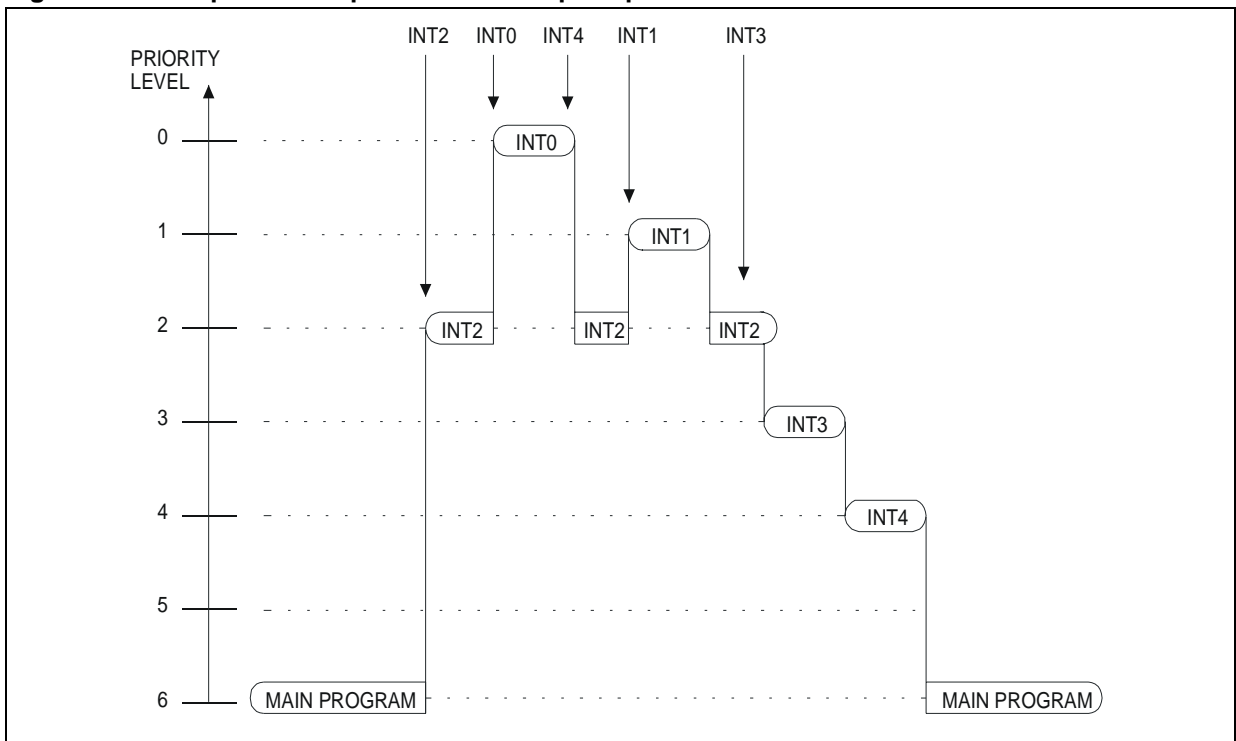 INT2 INT0 INT4 INT1 INT3
PRIORITY
LEVEL
0 INT0
1 INT1
2 INT2 INT2 INT2
3 INT3
4 INT4
5
6 MAIN PROGRAM MAIN PROGRAM